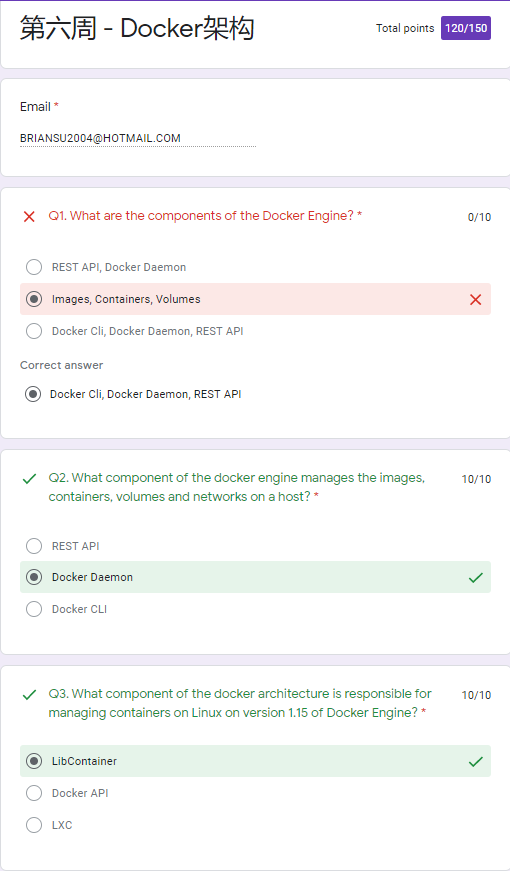 第六周 - Docker架构
Total points 120/150
Email *
BRIANSU2004@HOTMAIL.COM
Q1. What are the components of the Docker Engine? *
0/10
REST API, Docker Daemon
Images, Containers, Volumes
Docker Cli, Docker Daemon, REST API
Correct answer
Docker Cli, Docker Daemon, REST API
Q2. What component of the docker engine manages the images,
containers, volumes and networks on a host? *
10/10
REST API
Docker Daemon
Docker CLI
Q3. What component of the docker architecture is responsible for
managing containers on Linux on version 1.15 of Docker Engine? *
10/10
LibContainer
Docker API
LXC